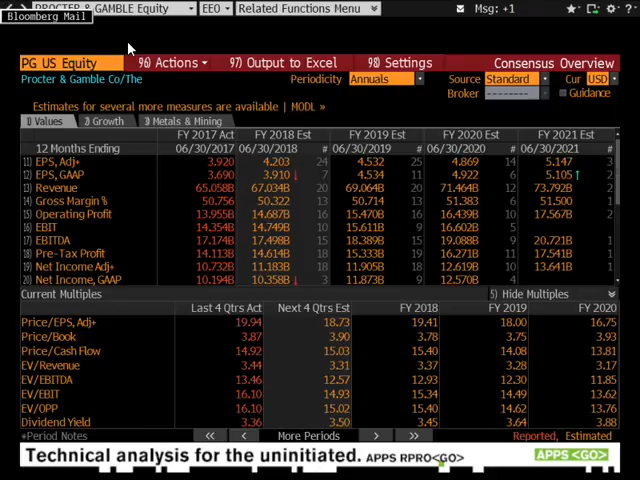 PROCTER & GAMBLE Equity EEO Related Functions Menu Msg: +1
Bloomberg Mail
PG US Equity 96) Actions 97) Output to Excel 98) Settings Consensus Overview
Procter & Gamble Co/The Periodicity Annuals Source Standard Cur USD
Broker -------- Guidance
Estimates for several more measures are available | MODL »
1) Values 2) Growth 3) Metals & Mining
FY 2017 Act FY 2018 Est FY 2019 Est FY 2020 Est FY 2021 Est
12 Months Ending 06/30/2017 06/30/2018 # 06/30/2019 # 06/30/2020 # 06/30/2021 #
11) EPS, Adj+ 3.920 4.203 24 4.532 25 4.869 14 5.147 3
12) EPS, GAAP 3.690 3.910 ↓ 7 4.534 11 4.922 6 5.105 ↑ 2
13) Revenue 65.058B 67.034B 16 69.064B 20 71.464B 12 73.792B 2
14) Gross Margin % 50.756 50.322 13 50.714 13 51.383 6 51.500 1
15) Operating Profit 13.955B 14.687B 16 15.470B 16 16.439B 10 17.567B 2
16) EBIT 14.354B 14.749B 10 15.611B 9 16.602B 5
17) EBITDA 17.174B 17.498B 15 18.389B 15 19.088B 9 20.721B 1
18) Pre-Tax Profit 14.113B 14.614B 18 15.333B 19 16.271B 11 17.541B 1
19) Net Income Adj+ 10.732B 11.183B 18 11.905B 18 12.619B 10 13.641B 1
20) Net Income, GAAP 10.194B 10.358B ↓ 3 11.873B 9 12.570B 4
Current Multiples 5) Hide Multiples
Last 4 Qtrs Act Next 4 Qtrs Est FY 2018 FY 2019 FY 2020
Price/EPS, Adj+ 19.94 18.73 19.41 18.00 16.75
Price/Book 3.87 3.90 3.78 3.75 3.93
Price/Cash Flow 14.92 15.03 15.40 14.08 13.81
EV/Revenue 3.44 3.31 3.37 3.28 3.17
EV/EBITDA 13.46 12.57 12.93 12.30 11.85
EV/EBIT 16.10 14.93 15.34 14.49 13.62
EV/OPP 16.10 15.02 15.40 14.62 13.76
Dividend Yield 3.36 3.50 3.45 3.64 3.88
*Period Notes << < More Periods > >> Reported, Estimated
Technical analysis for the uninitiated. APPS RPRO<GO> APPS <GO>